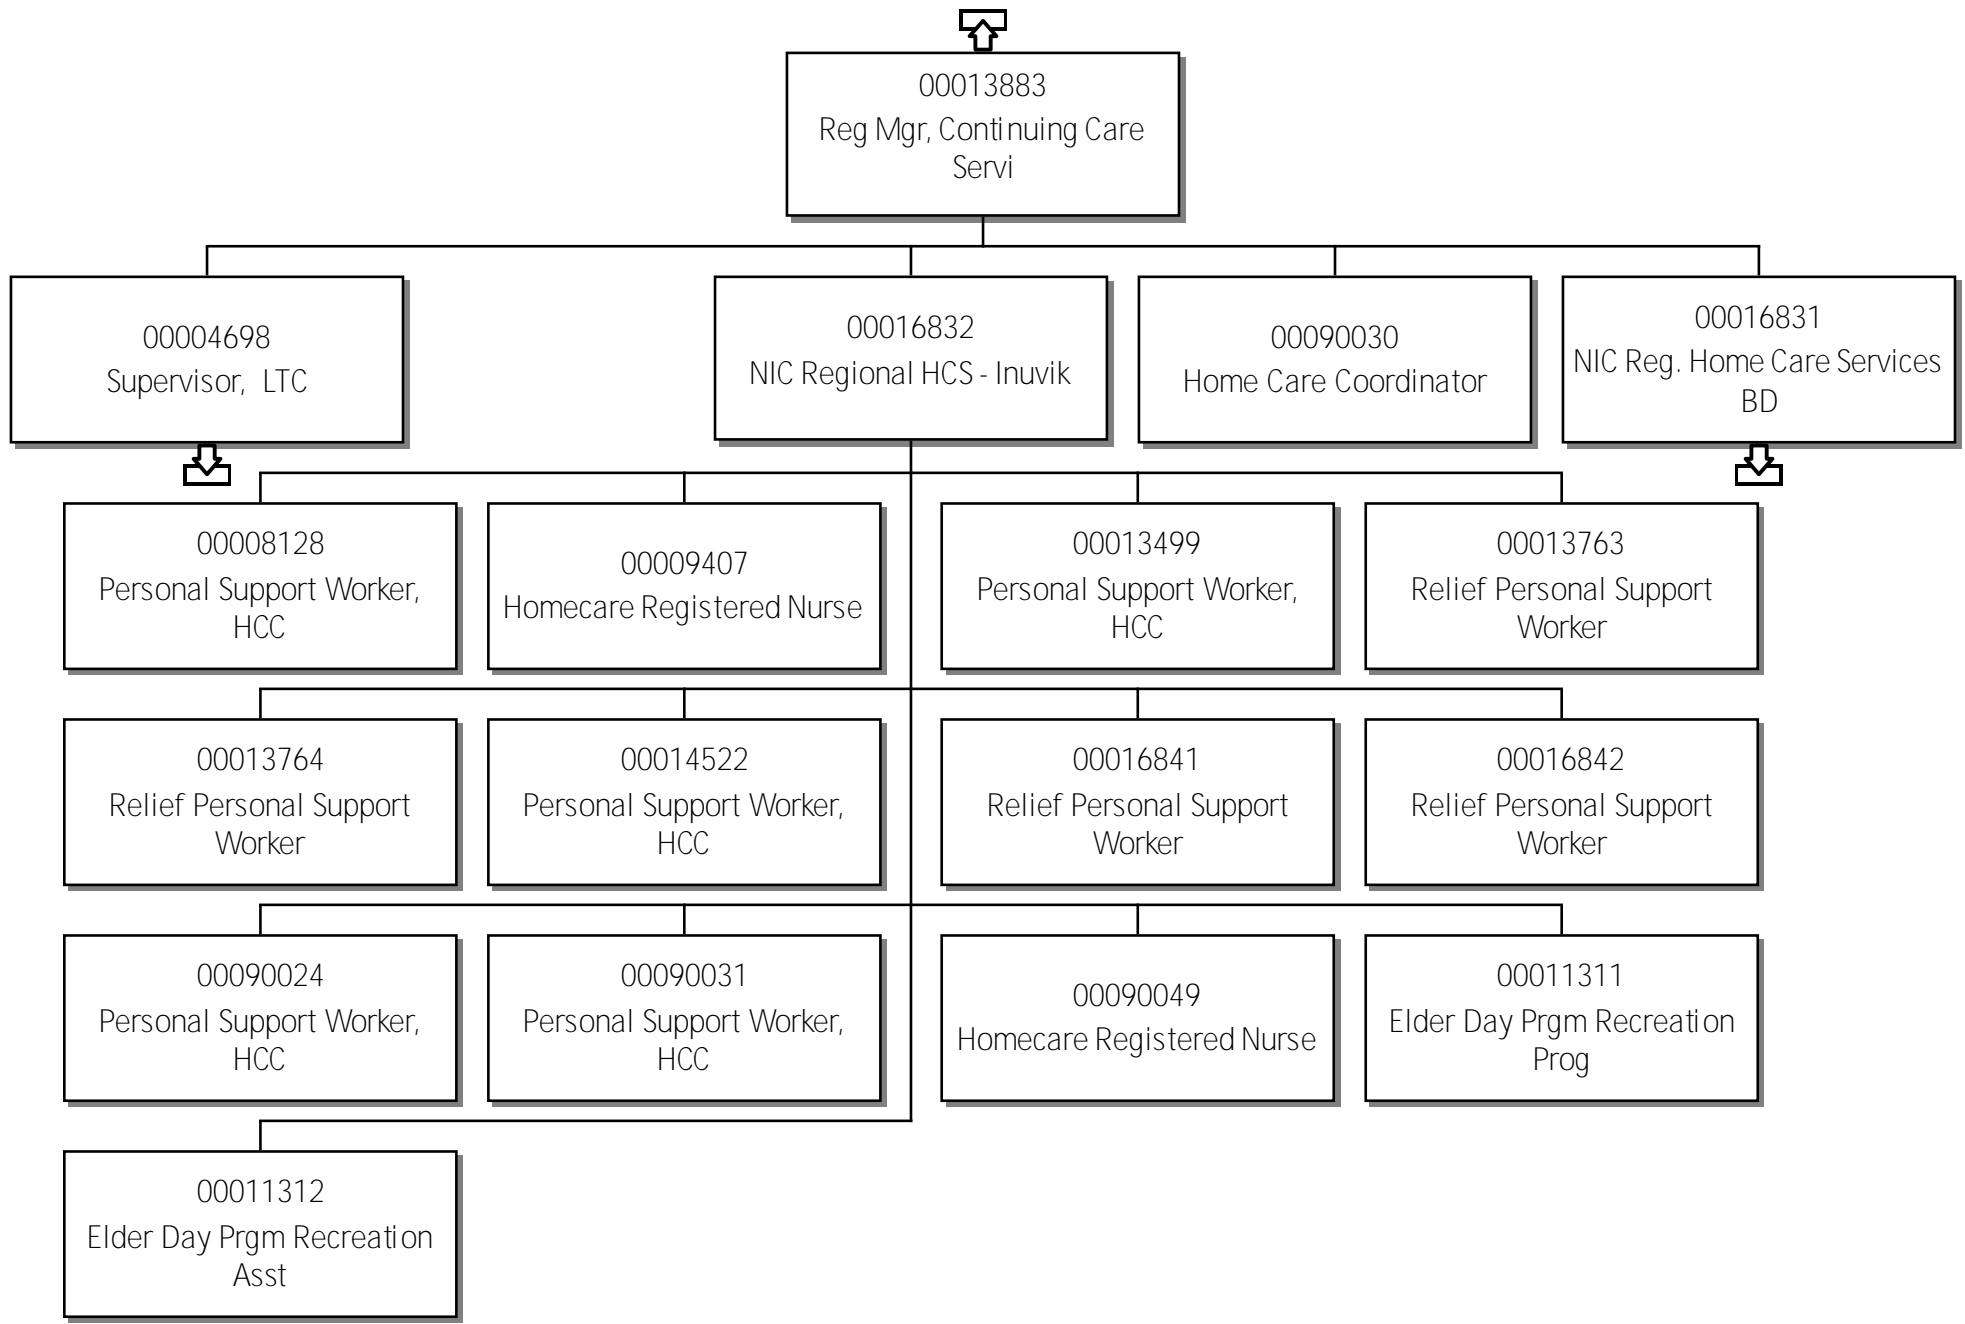 00013883
Reg Mgr, Continuing Care
Servi
00004698
Supervisor, LTC
00016832
NIC Regional HCS - Inuvik
00090030
Home Care Coordinator
00016831
NIC Reg. Home Care Services
BD
00008128
Personal Support Worker,
HCC
00009407
Homecare Registered Nurse
00013499
Personal Support Worker,
HCC
00013763
Relief Personal Support
Worker
00013764
Relief Personal Support
Worker
00014522
Personal Support Worker,
HCC
00016841
Relief Personal Support
Worker
00016842
Relief Personal Support
Worker
00090024
Personal Support Worker,
HCC
00090031
Personal Support Worker,
HCC
00090049
Homecare Registered Nurse
00011311
Elder Day Prgm Recreation
Prog
00011312
Elder Day Prgm Recreation
Asst